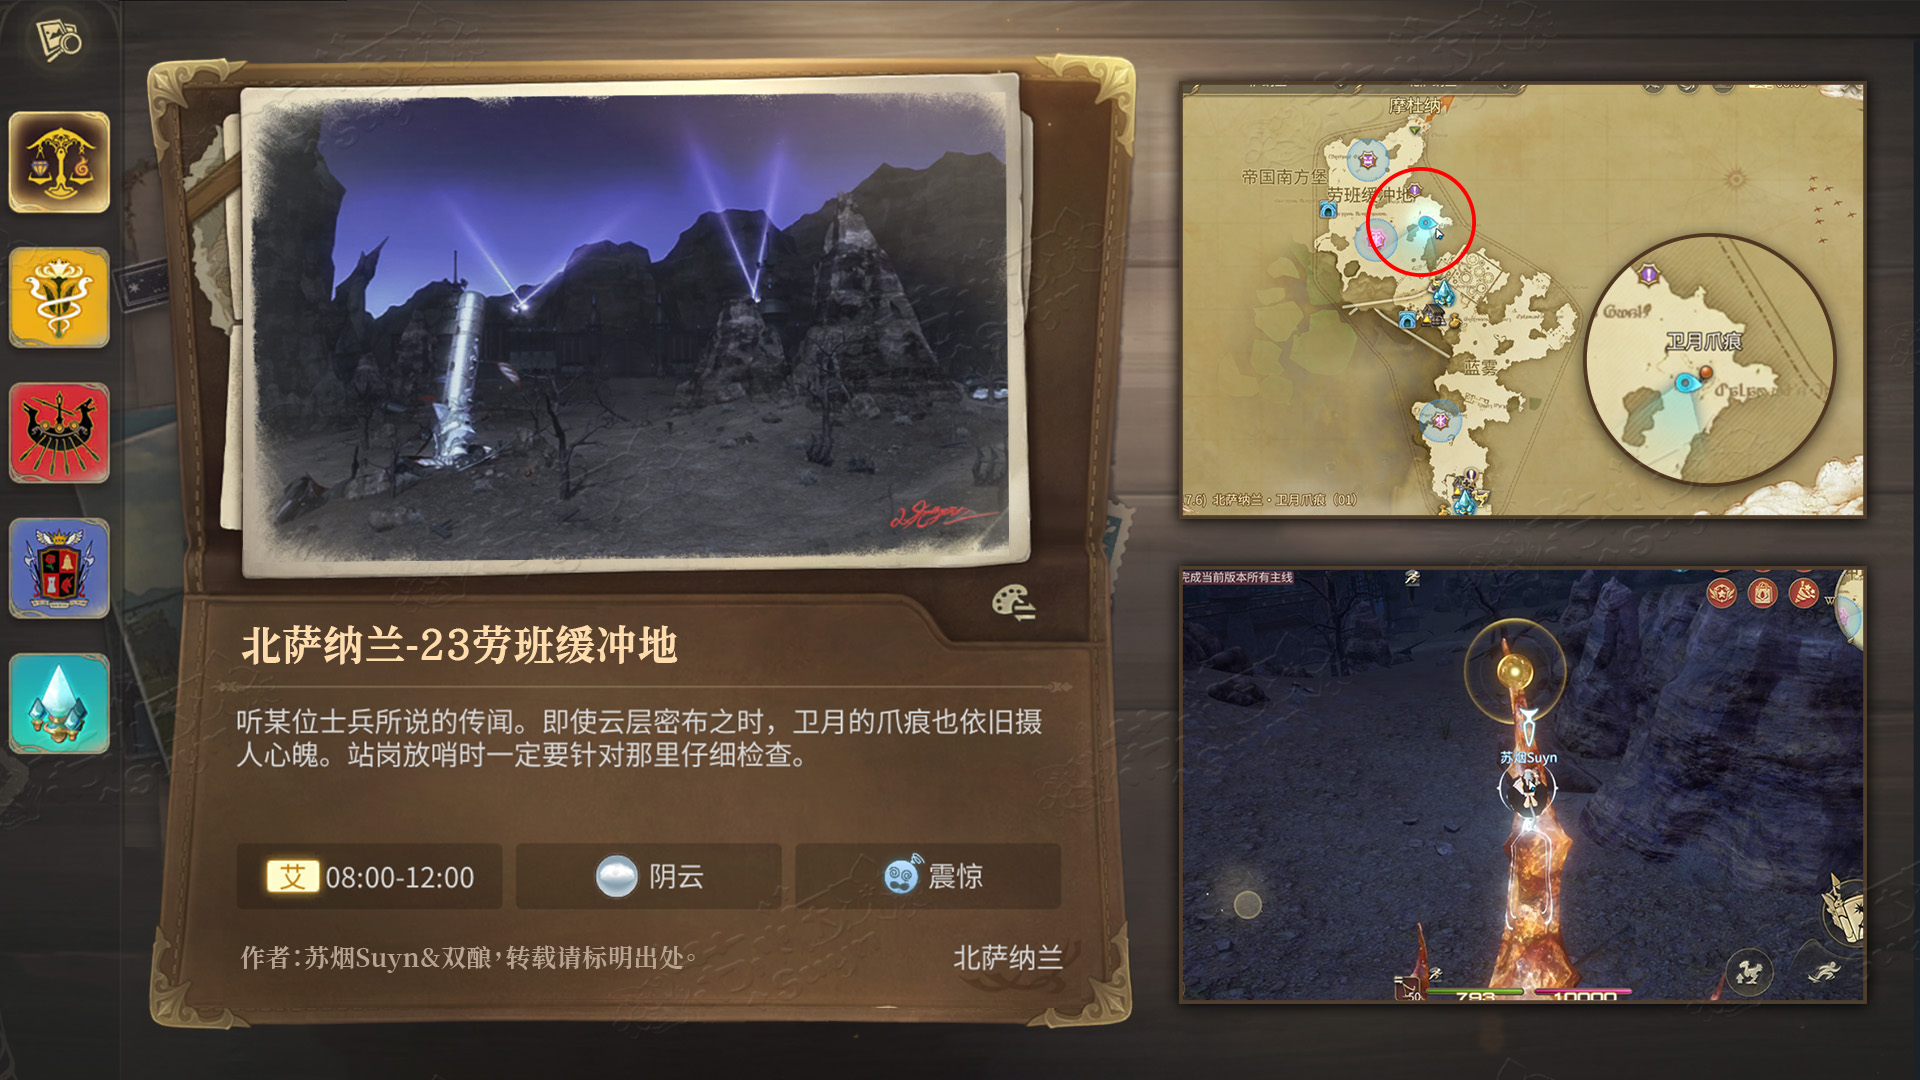 北萨纳兰-23劳班缓冲地
听某位士兵所说的传闻。即使云层密布之时，卫月的爪痕也依旧摄
人心魄。站岗放哨时一定要针对那里仔细检查。
艾 08:00-12:00
阴云
震惊
作者：苏烟Suyn&双酿，转载请标明出处。
北萨纳兰
摩杜纳
帝国南方堡
劳班缓冲地
卫月爪痕
蓝雾
7.6) 北萨纳兰·卫月爪痕 (01)
完成当前版本所有主线
苏烟Suyn
50
793
10000